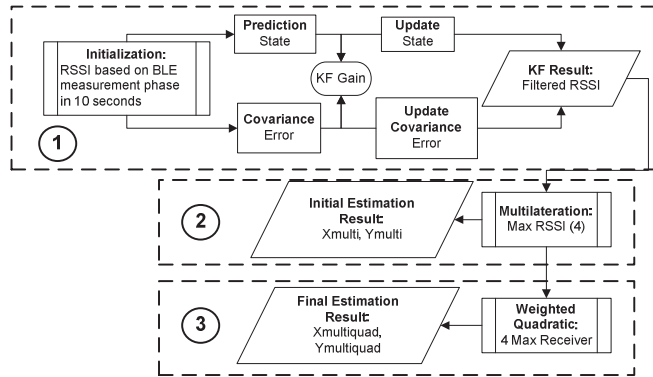 Initialization:
RSSI based on BLE
measurement phase
in 10 seconds
Prediction
State
Update
State
KF Gain
Covariance
Error
Update
Covariance
Error
KF Result:
Filtered RSSI
1
2
Initial Estimation
Result:
Xmulti, Ymulti
Multilateration:
Max RSSI (4)
3
Final Estimation
Result:
Xmultiquad,
Ymultiquad
Weighted
Quadratic:
4 Max Receiver